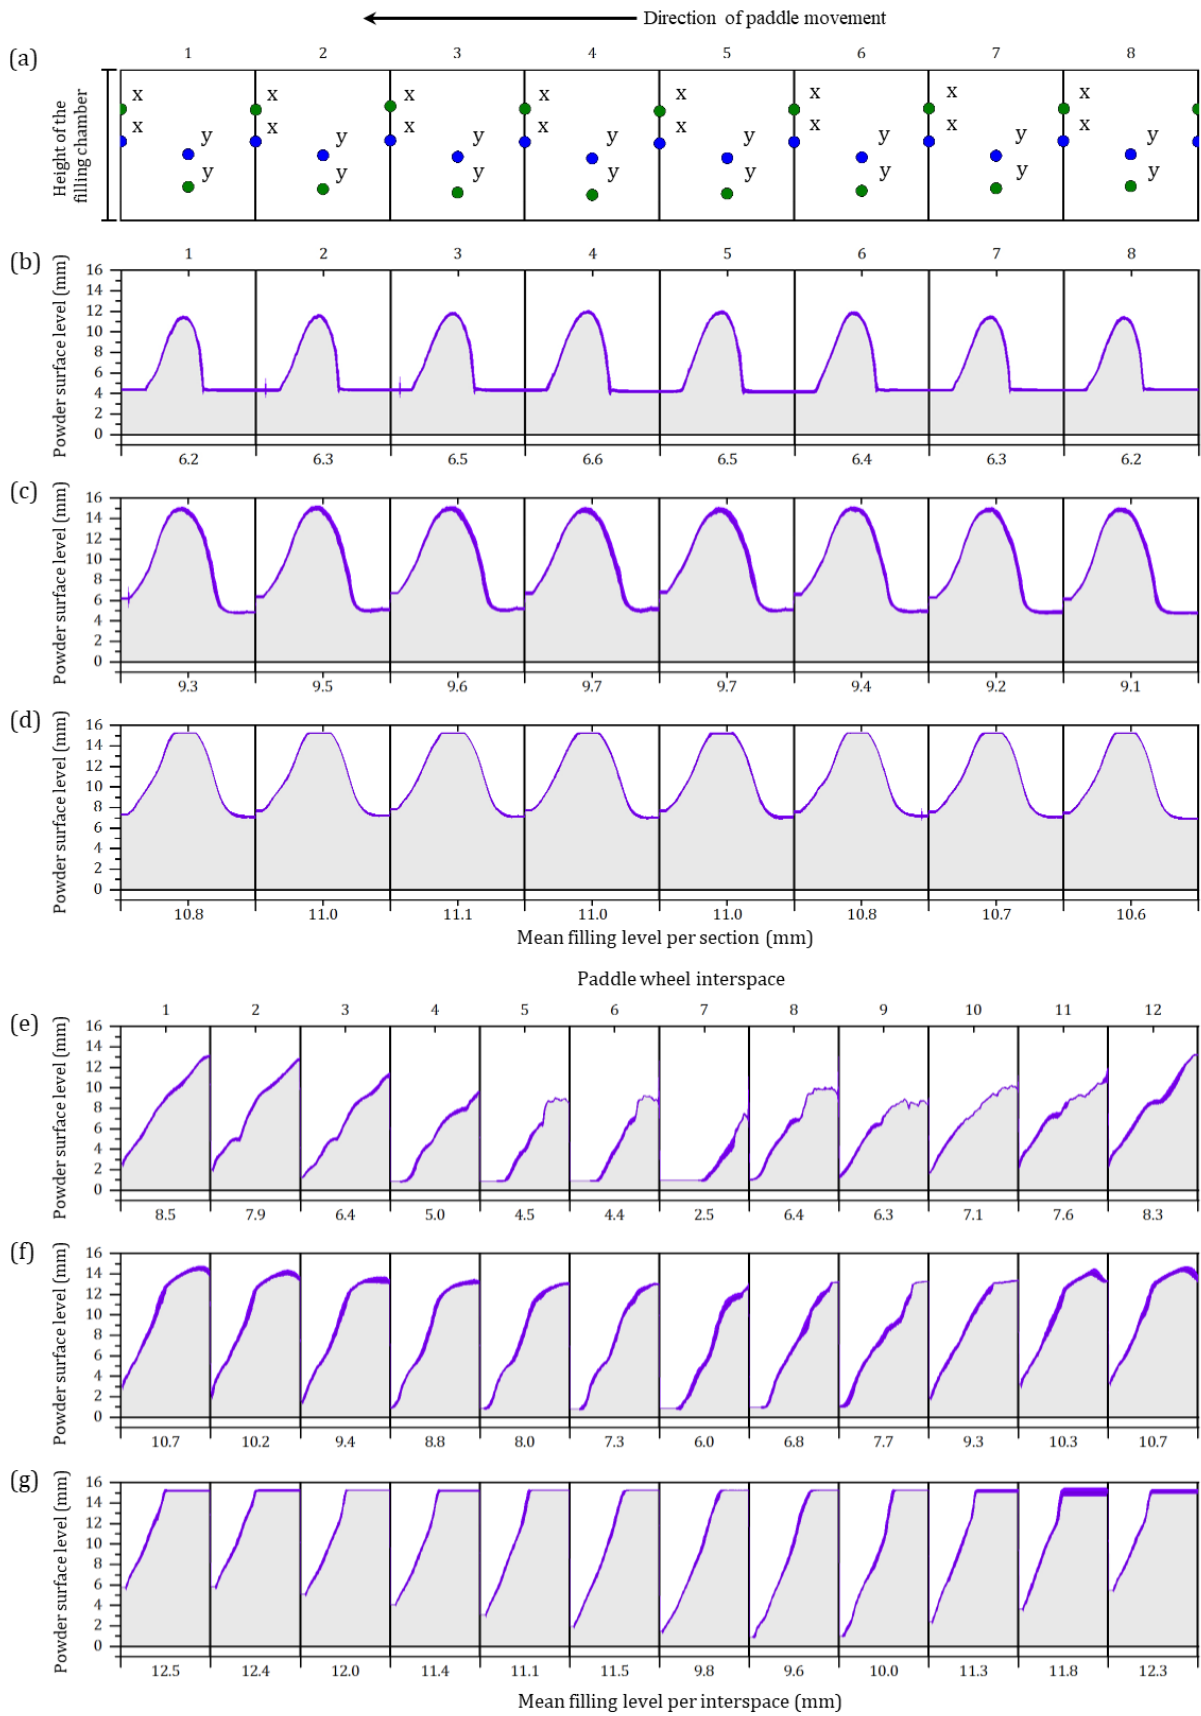 Direction of paddle movement
(a)
1 2 3 4 5 6 7 8
Height of the
filling chamber
x x x x x x x x
x x x x x x x x
y y y y y y y y
y y y y y y y y
(b)
1 2 3 4 5 6 7 8
Powder surface level (mm)
16
14
12
10
8
6
4
2
0
6.2 6.3 6.5 6.6 6.5 6.4 6.3 6.2
(c)
Powder surface level (mm)
16
14
12
10
8
6
4
2
0
9.3 9.5 9.6 9.7 9.7 9.4 9.2 9.1
(d)
Powder surface level (mm)
16
14
12
10
8
6
4
2
0
10.8 11.0 11.1 11.0 11.0 10.8 10.7 10.6
Mean filling level per section (mm)
Paddle wheel interspace
1 2 3 4 5 6 7 8 9 10 11 12
(e)
Powder surface level (mm)
16
14
12
10
8
6
4
2
0
8.5 7.9 6.4 5.0 4.5 4.4 2.5 6.4 6.3 7.1 7.6 8.3
(f)
Powder surface level (mm)
16
14
12
10
8
6
4
2
0
10.7 10.2 9.4 8.8 8.0 7.3 6.0 6.8 7.7 9.3 10.3 10.7
(g)
Powder surface level (mm)
16
14
12
10
8
6
4
2
0
12.5 12.4 12.0 11.4 11.1 11.5 9.8 9.6 10.0 11.3 11.8 12.3
Mean filling level per interspace (mm)